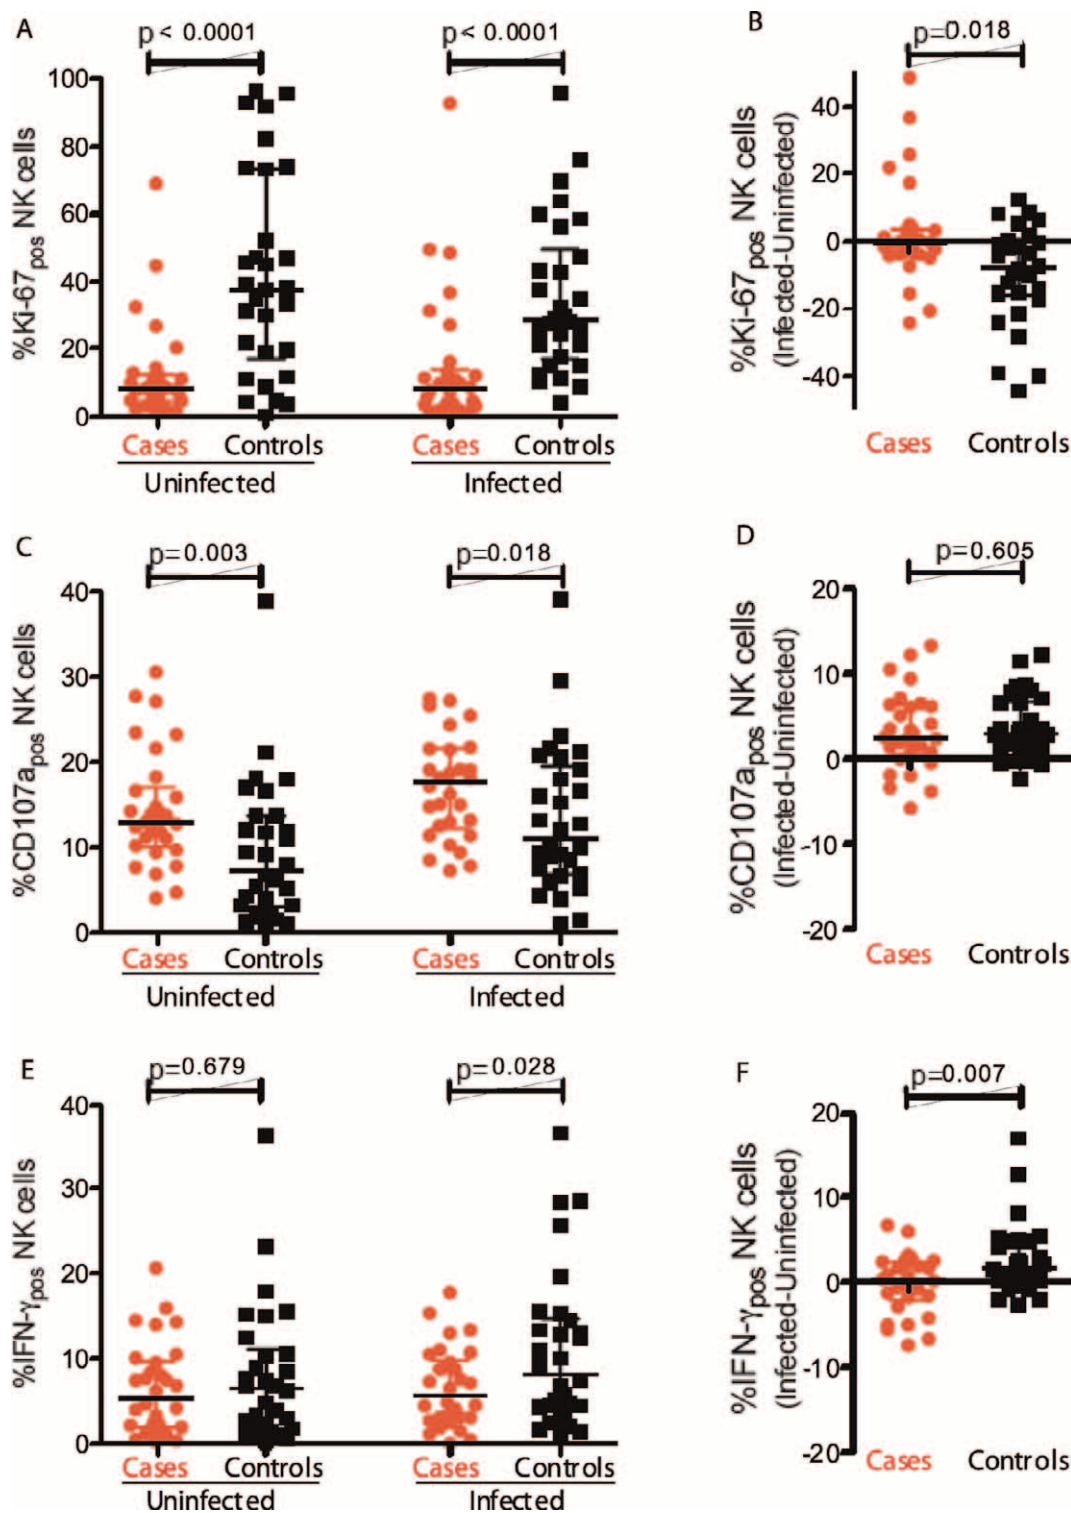 A
p< 0.0001
p< 0.0001
%Ki-67pos NK cells
100
80
60
40
20
0
Cases Controls
Cases Controls
Uninfected
Infected
B
p=0.018
%Ki-67pos NK cells
(Infected-Uninfected)
40
20
0
-20
-40
Cases Controls
C
p=0.003
p=0.018
%CD107apos NK cells
40
30
20
10
0
Cases Controls
Cases Controls
Uninfected
Infected
D
p=0.605
%CD107apos NK cells
(Infected-Uninfected)
20
10
0
-10
-20
Cases Controls
E
p=0.679
p=0.028
%IFN-γpos NK cells
40
30
20
10
0
Cases Controls
Cases Controls
Uninfected
Infected
F
p=0.007
%IFN-γpos NK cells
(Infected-Uninfected)
20
10
0
-10
-20
Cases Controls